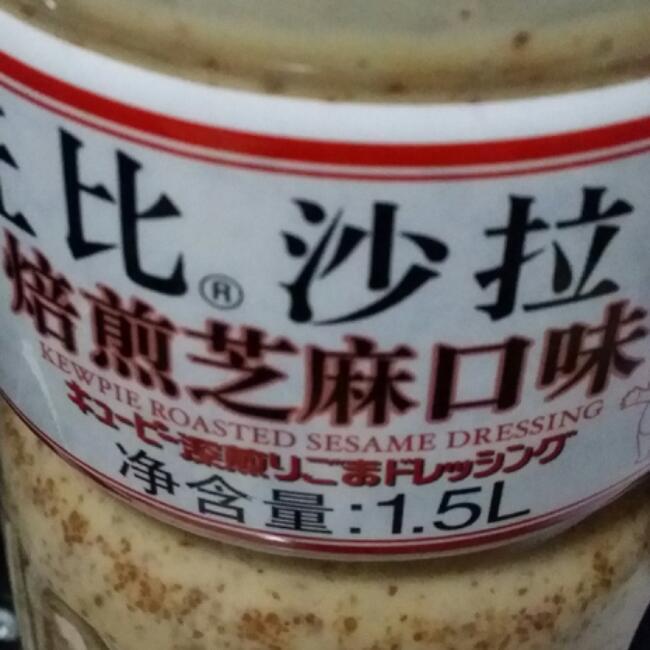 丘比® 沙拉
焙煎芝麻口味
KEWPIE ROASTED SESAME DRESSING
キユーピー深煎りごまドレッシング
净含量:1.5L